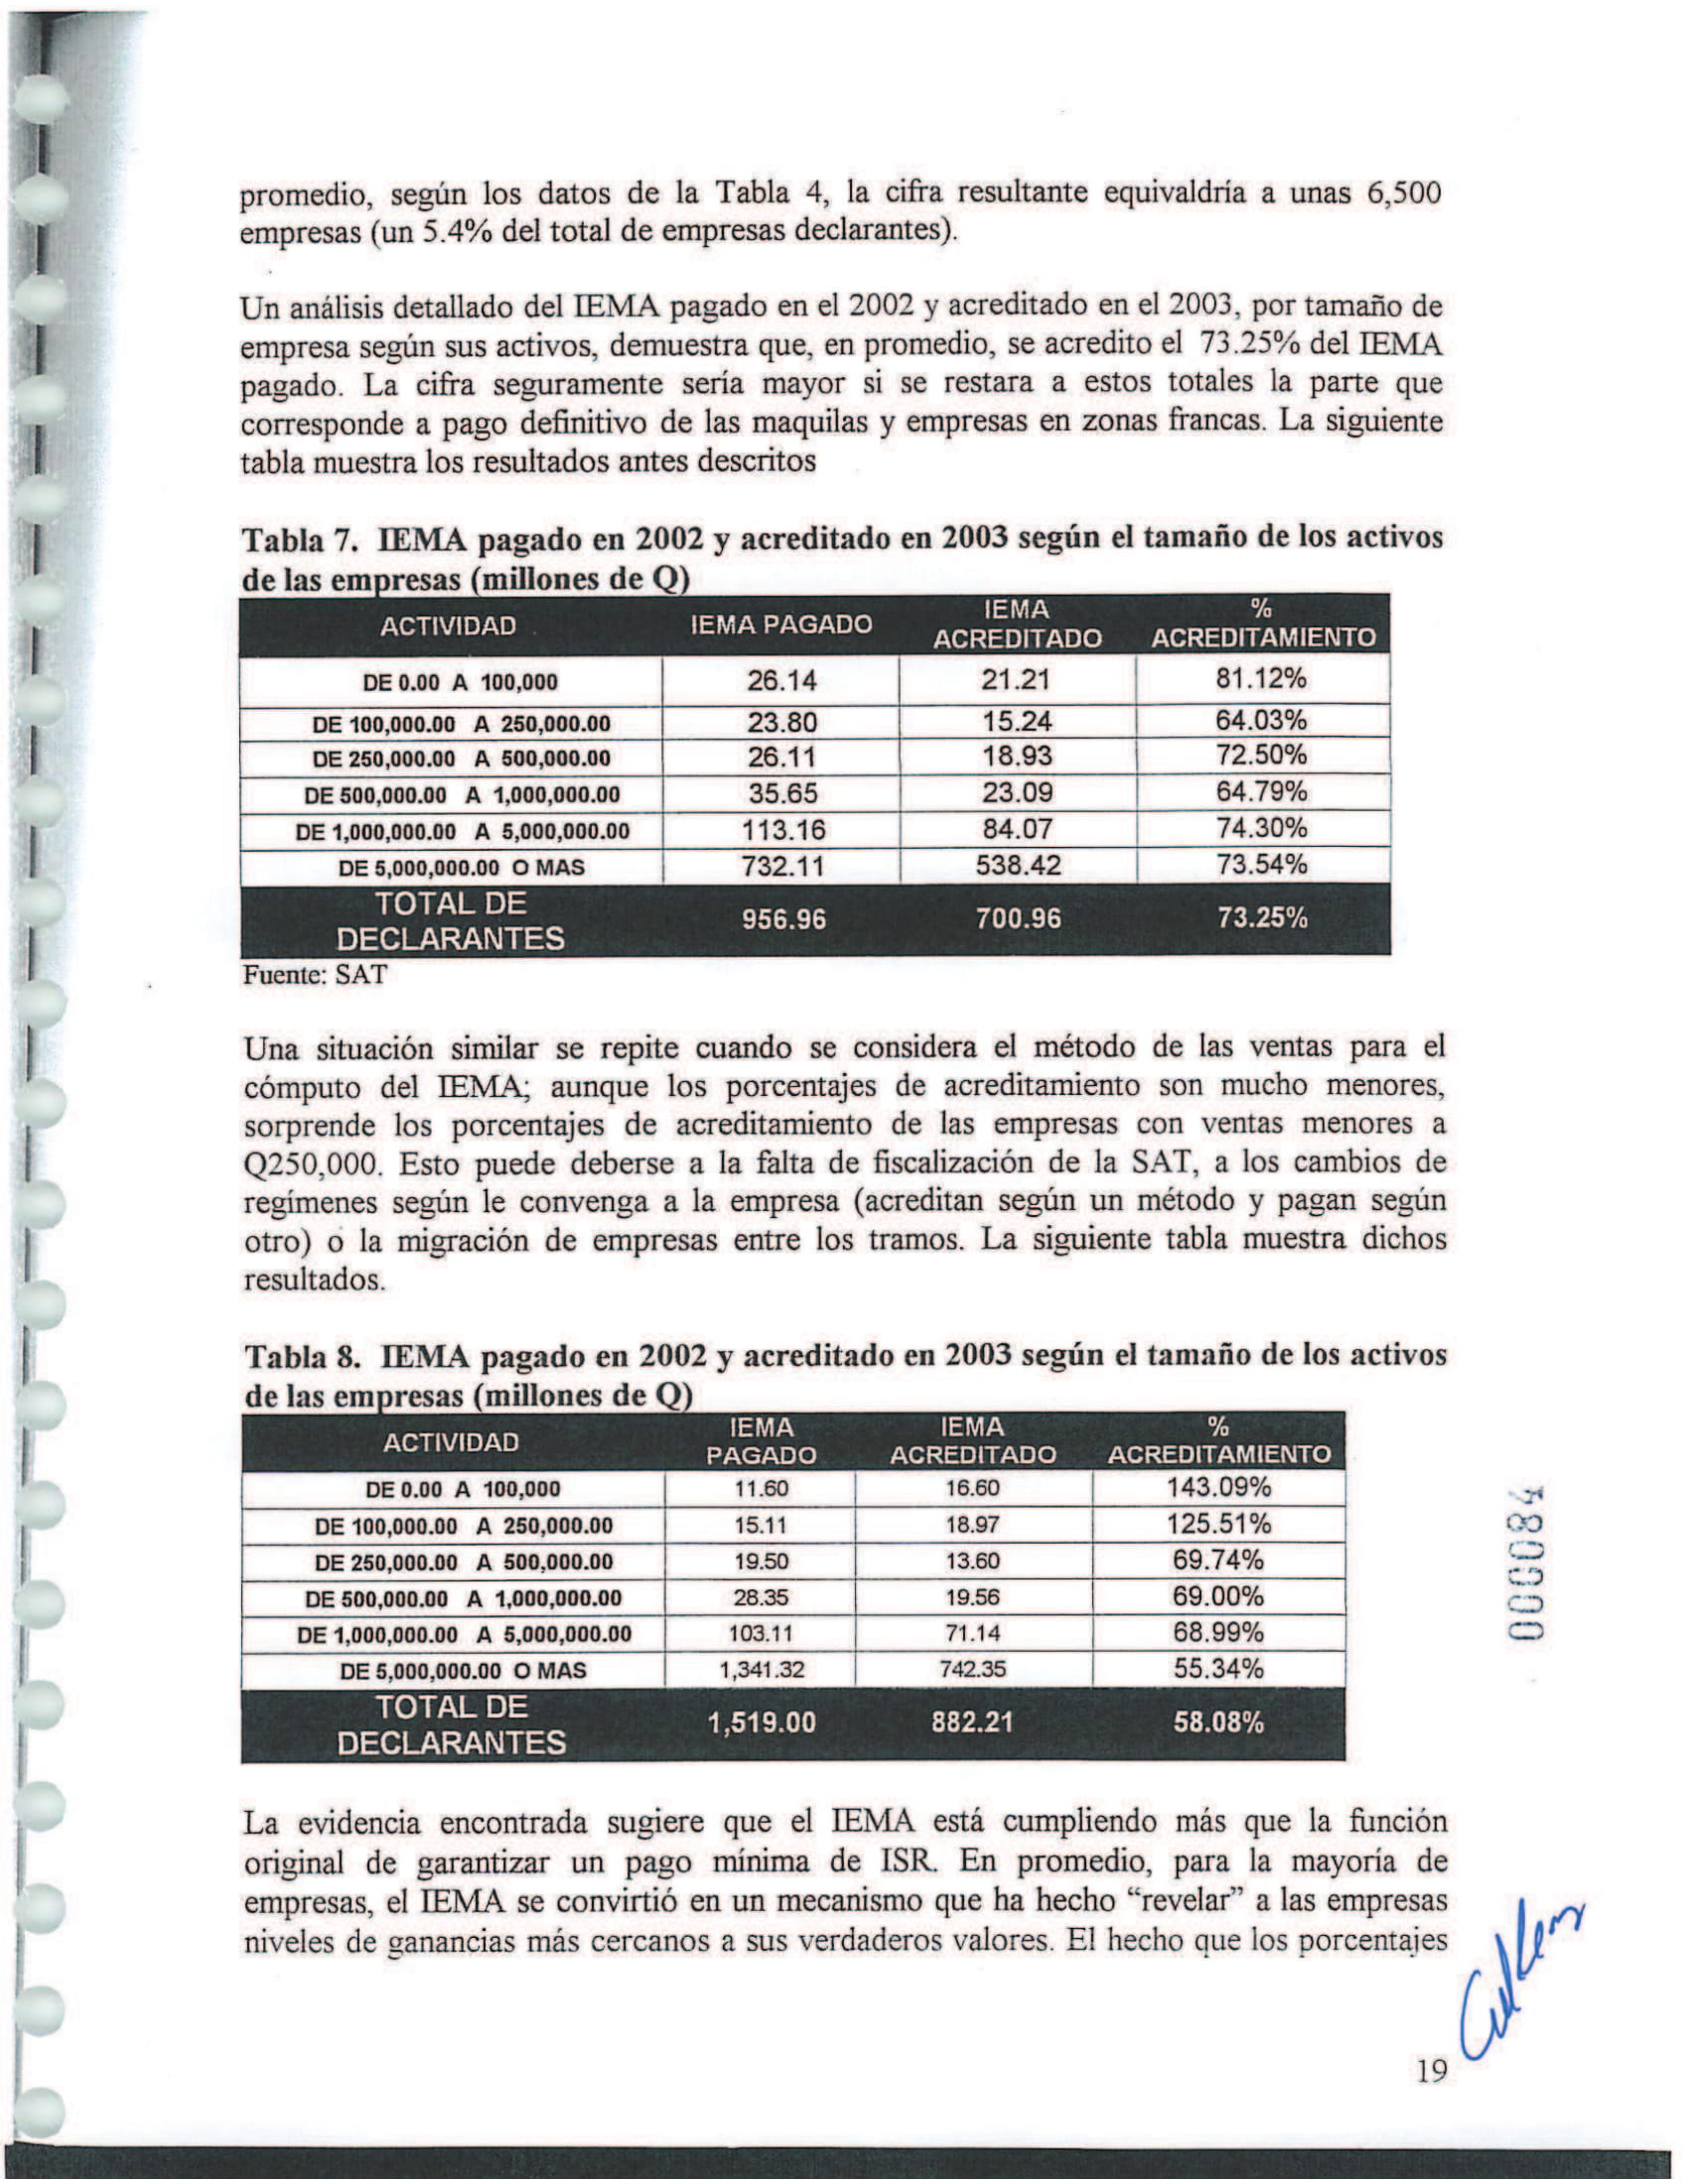 promedio, según los datos de la Tabla 4, la cifra resultante equivaldría a unas 6,500
empresas (un 5.4% del total de empresas declarantes).
Un análisis detallado del IEMA pagado en el 2002 y acreditado en el 2003, por tamaño de
empresa según sus activos, demuestra que, en promedio, se acredito el 73.25% del IEMA
pagado. La cifra seguramente sería mayor si se restara a estos totales la parte que
corresponde a pago definitivo de las maquilas y empresas en zonas francas. La siguiente
tabla muestra los resultados antes descritos
Tabla 7. IEMA pagado en 2002 y acreditado en 2003 según el tamaño de los activos
de las empresas (millones de Q)
ACTIVIDAD IEMA PAGADO IEMA ACREDITADO % ACREDITAMIENTO
DE 0.00 A 100,000 26.14 21.21 81.12%
DE 100,000.00 A 250,000.00 23.80 15.24 64.03%
DE 250,000.00 A 500,000.00 26.11 18.93 72.50%
DE 500,000.00 A 1,000,000.00 35.65 23.09 64.79%
DE 1,000,000.00 A 5,000,000.00 113.16 84.07 74.30%
DE 5,000,000.00 O MAS 732.11 538.42 73.54%
TOTAL DE DECLARANTES 956.96 700.96 73.25%
Fuente: SAT
Una situación similar se repite cuando se considera el método de las ventas para el
cómputo del IEMA; aunque los porcentajes de acreditamiento son mucho menores,
sorprende los porcentajes de acreditamiento de las empresas con ventas menores a
Q250,000. Esto puede deberse a la falta de fiscalización de la SAT, a los cambios de
regímenes según le convenga a la empresa (acreditan según un método y pagan según
otro) o la migración de empresas entre los tramos. La siguiente tabla muestra dichos
resultados.
Tabla 8. IEMA pagado en 2002 y acreditado en 2003 según el tamaño de los activos
de las empresas (millones de Q)
ACTIVIDAD IEMA PAGADO IEMA ACREDITADO % ACREDITAMIENTO
DE 0.00 A 100,000 11.60 16.60 143.09%
DE 100,000.00 A 250,000.00 15.11 18.97 125.51%
DE 250,000.00 A 500,000.00 19.50 13.60 69.74%
DE 500,000.00 A 1,000,000.00 28.35 19.56 69.00%
DE 1,000,000.00 A 5,000,000.00 103.11 71.14 68.99%
DE 5,000,000.00 O MAS 1,341.32 742.35 55.34%
TOTAL DE DECLARANTES 1,519.00 882.21 58.08%
La evidencia encontrada sugiere que el IEMA está cumpliendo más que la función
original de garantizar un pago mínima de ISR. En promedio, para la mayoría de
empresas, el IEMA se convirtió en un mecanismo que ha hecho “revelar” a las empresas
niveles de ganancias más cercanos a sus verdaderos valores. El hecho que los porcentajes
19